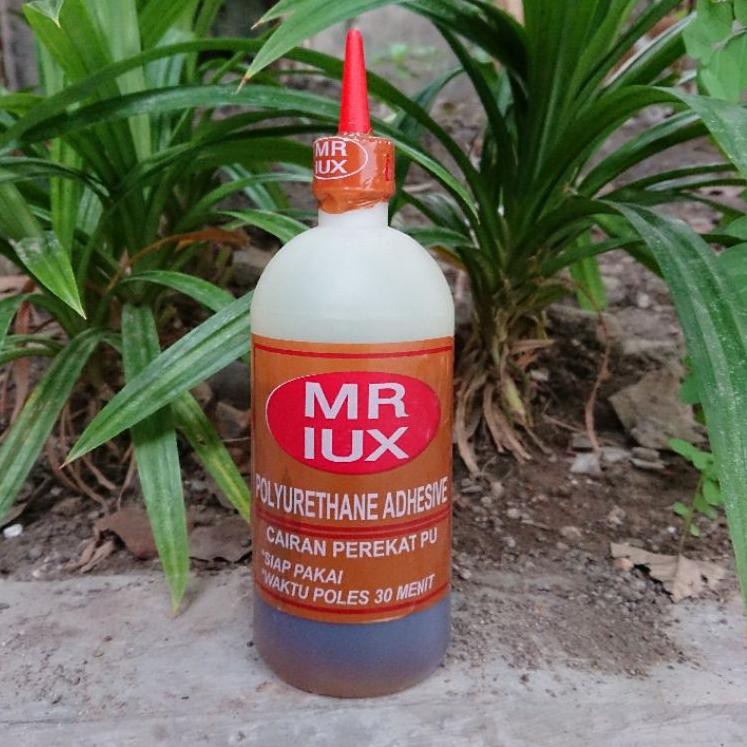 MR
IUX
MR
IUX
POLYURETHANE ADHESIVE
CAIRAN PEREKAT PU
*SIAP PAKAI
*WAKTU POLES 30 MENIT